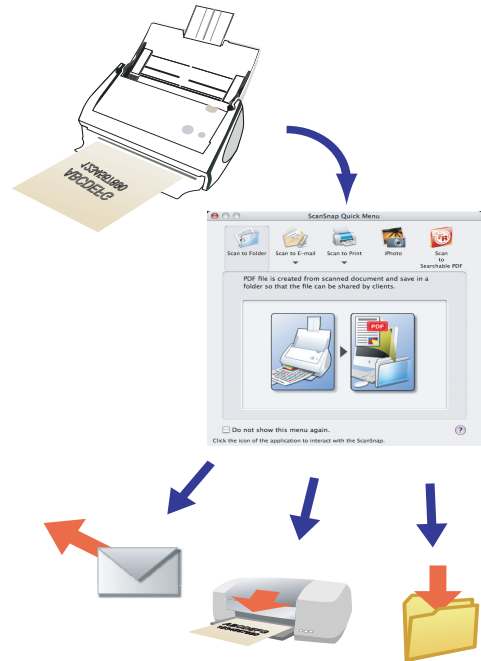 1234567890
ABCDEFG
ScanSnap Quick Menu
Scan to Folder
Scan to E-mail
Scan to Print
iPhoto
FR
Scan
to
Searchable PDF
PDF file is created from scanned document and save in a
folder so that the file can be shared by clients.
PDF
Do not show this menu again.
?
Click the icon of the application to interact with the ScanSnap.
ABCDEFG
1234567890